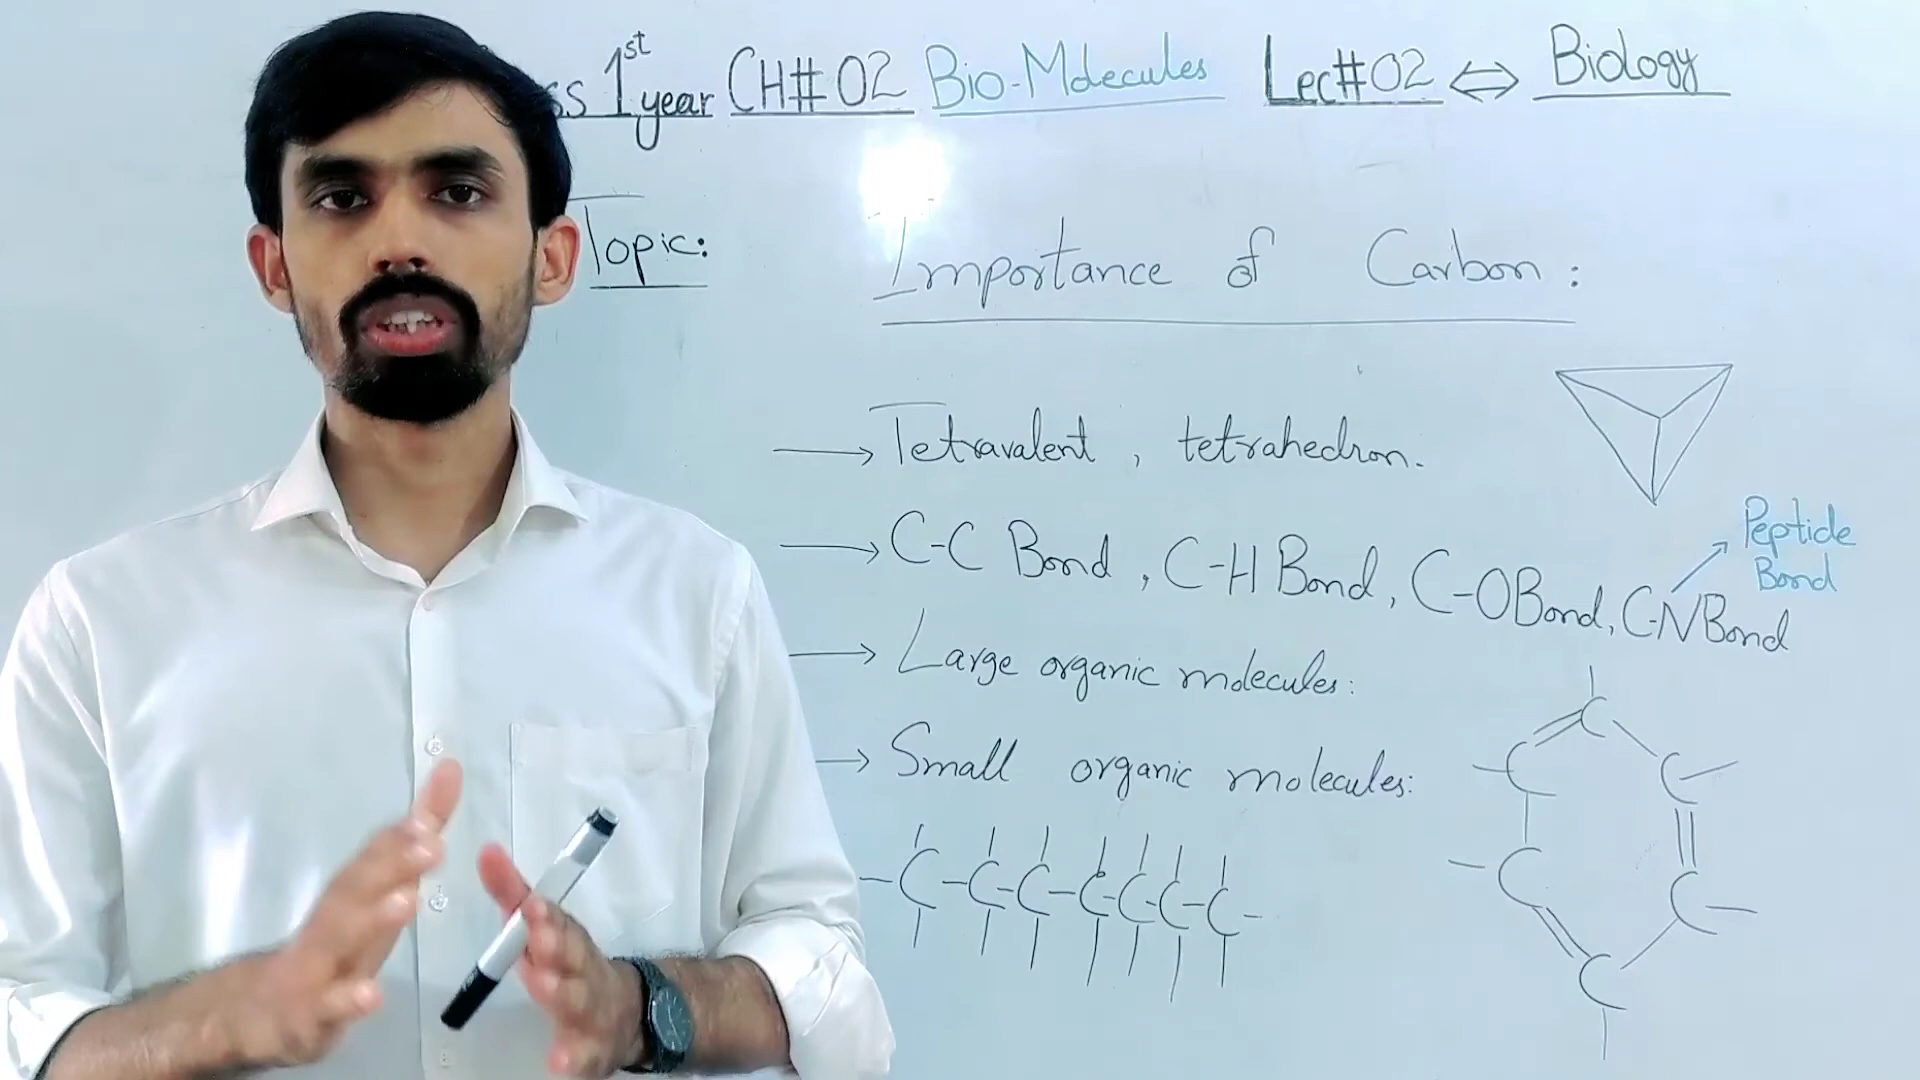 ss 1st year CH# 02 Bio-Molecules Lec# 02 ⇔ Biology
Topic: Importance of Carbon:
→ Tetravalent, tetrahedron.
→ C-C Bond, C-H Bond, C-O Bond, C-N Bond
Peptide
Bond
→ Large organic molecules:
→ Small organic molecules:
-C-C-C-C-C-C-C-
C
C C
C C
C